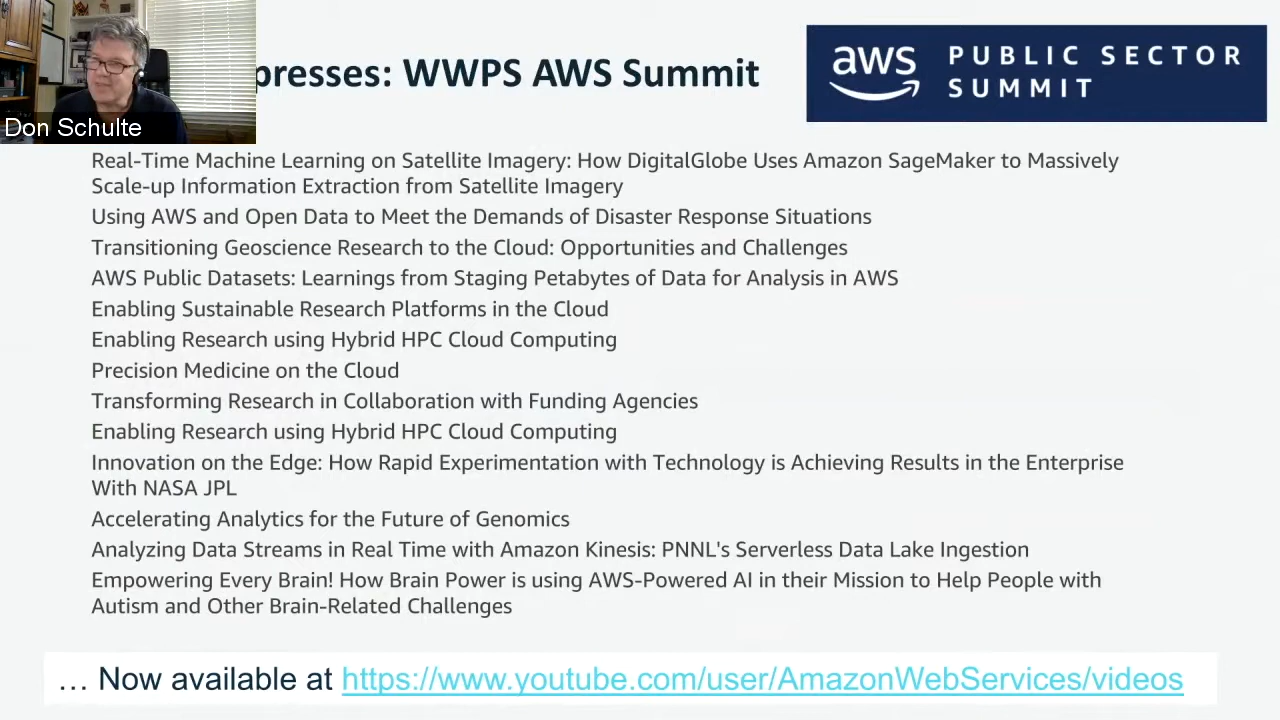 presses: WWPS AWS Summit
aws PUBLIC SECTOR
SUMMIT
Don Schulte
Real-Time Machine Learning on Satellite Imagery: How DigitalGlobe Uses Amazon SageMaker to Massively
Scale-up Information Extraction from Satellite Imagery
Using AWS and Open Data to Meet the Demands of Disaster Response Situations
Transitioning Geoscience Research to the Cloud: Opportunities and Challenges
AWS Public Datasets: Learnings from Staging Petabytes of Data for Analysis in AWS
Enabling Sustainable Research Platforms in the Cloud
Enabling Research using Hybrid HPC Cloud Computing
Precision Medicine on the Cloud
Transforming Research in Collaboration with Funding Agencies
Enabling Research using Hybrid HPC Cloud Computing
Innovation on the Edge: How Rapid Experimentation with Technology is Achieving Results in the Enterprise
With NASA JPL
Accelerating Analytics for the Future of Genomics
Analyzing Data Streams in Real Time with Amazon Kinesis: PNNL's Serverless Data Lake Ingestion
Empowering Every Brain! How Brain Power is using AWS-Powered AI in their Mission to Help People with
Autism and Other Brain-Related Challenges
… Now available at https://www.youtube.com/user/AmazonWebServices/videos